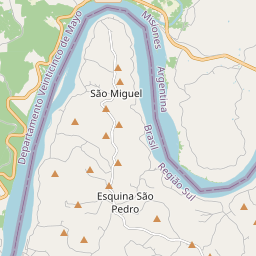 Departamento Veinticinco de Mayo
Misiones
Argentina
São Miguel
Brasil
Região Sul
Esquina São
Pedro